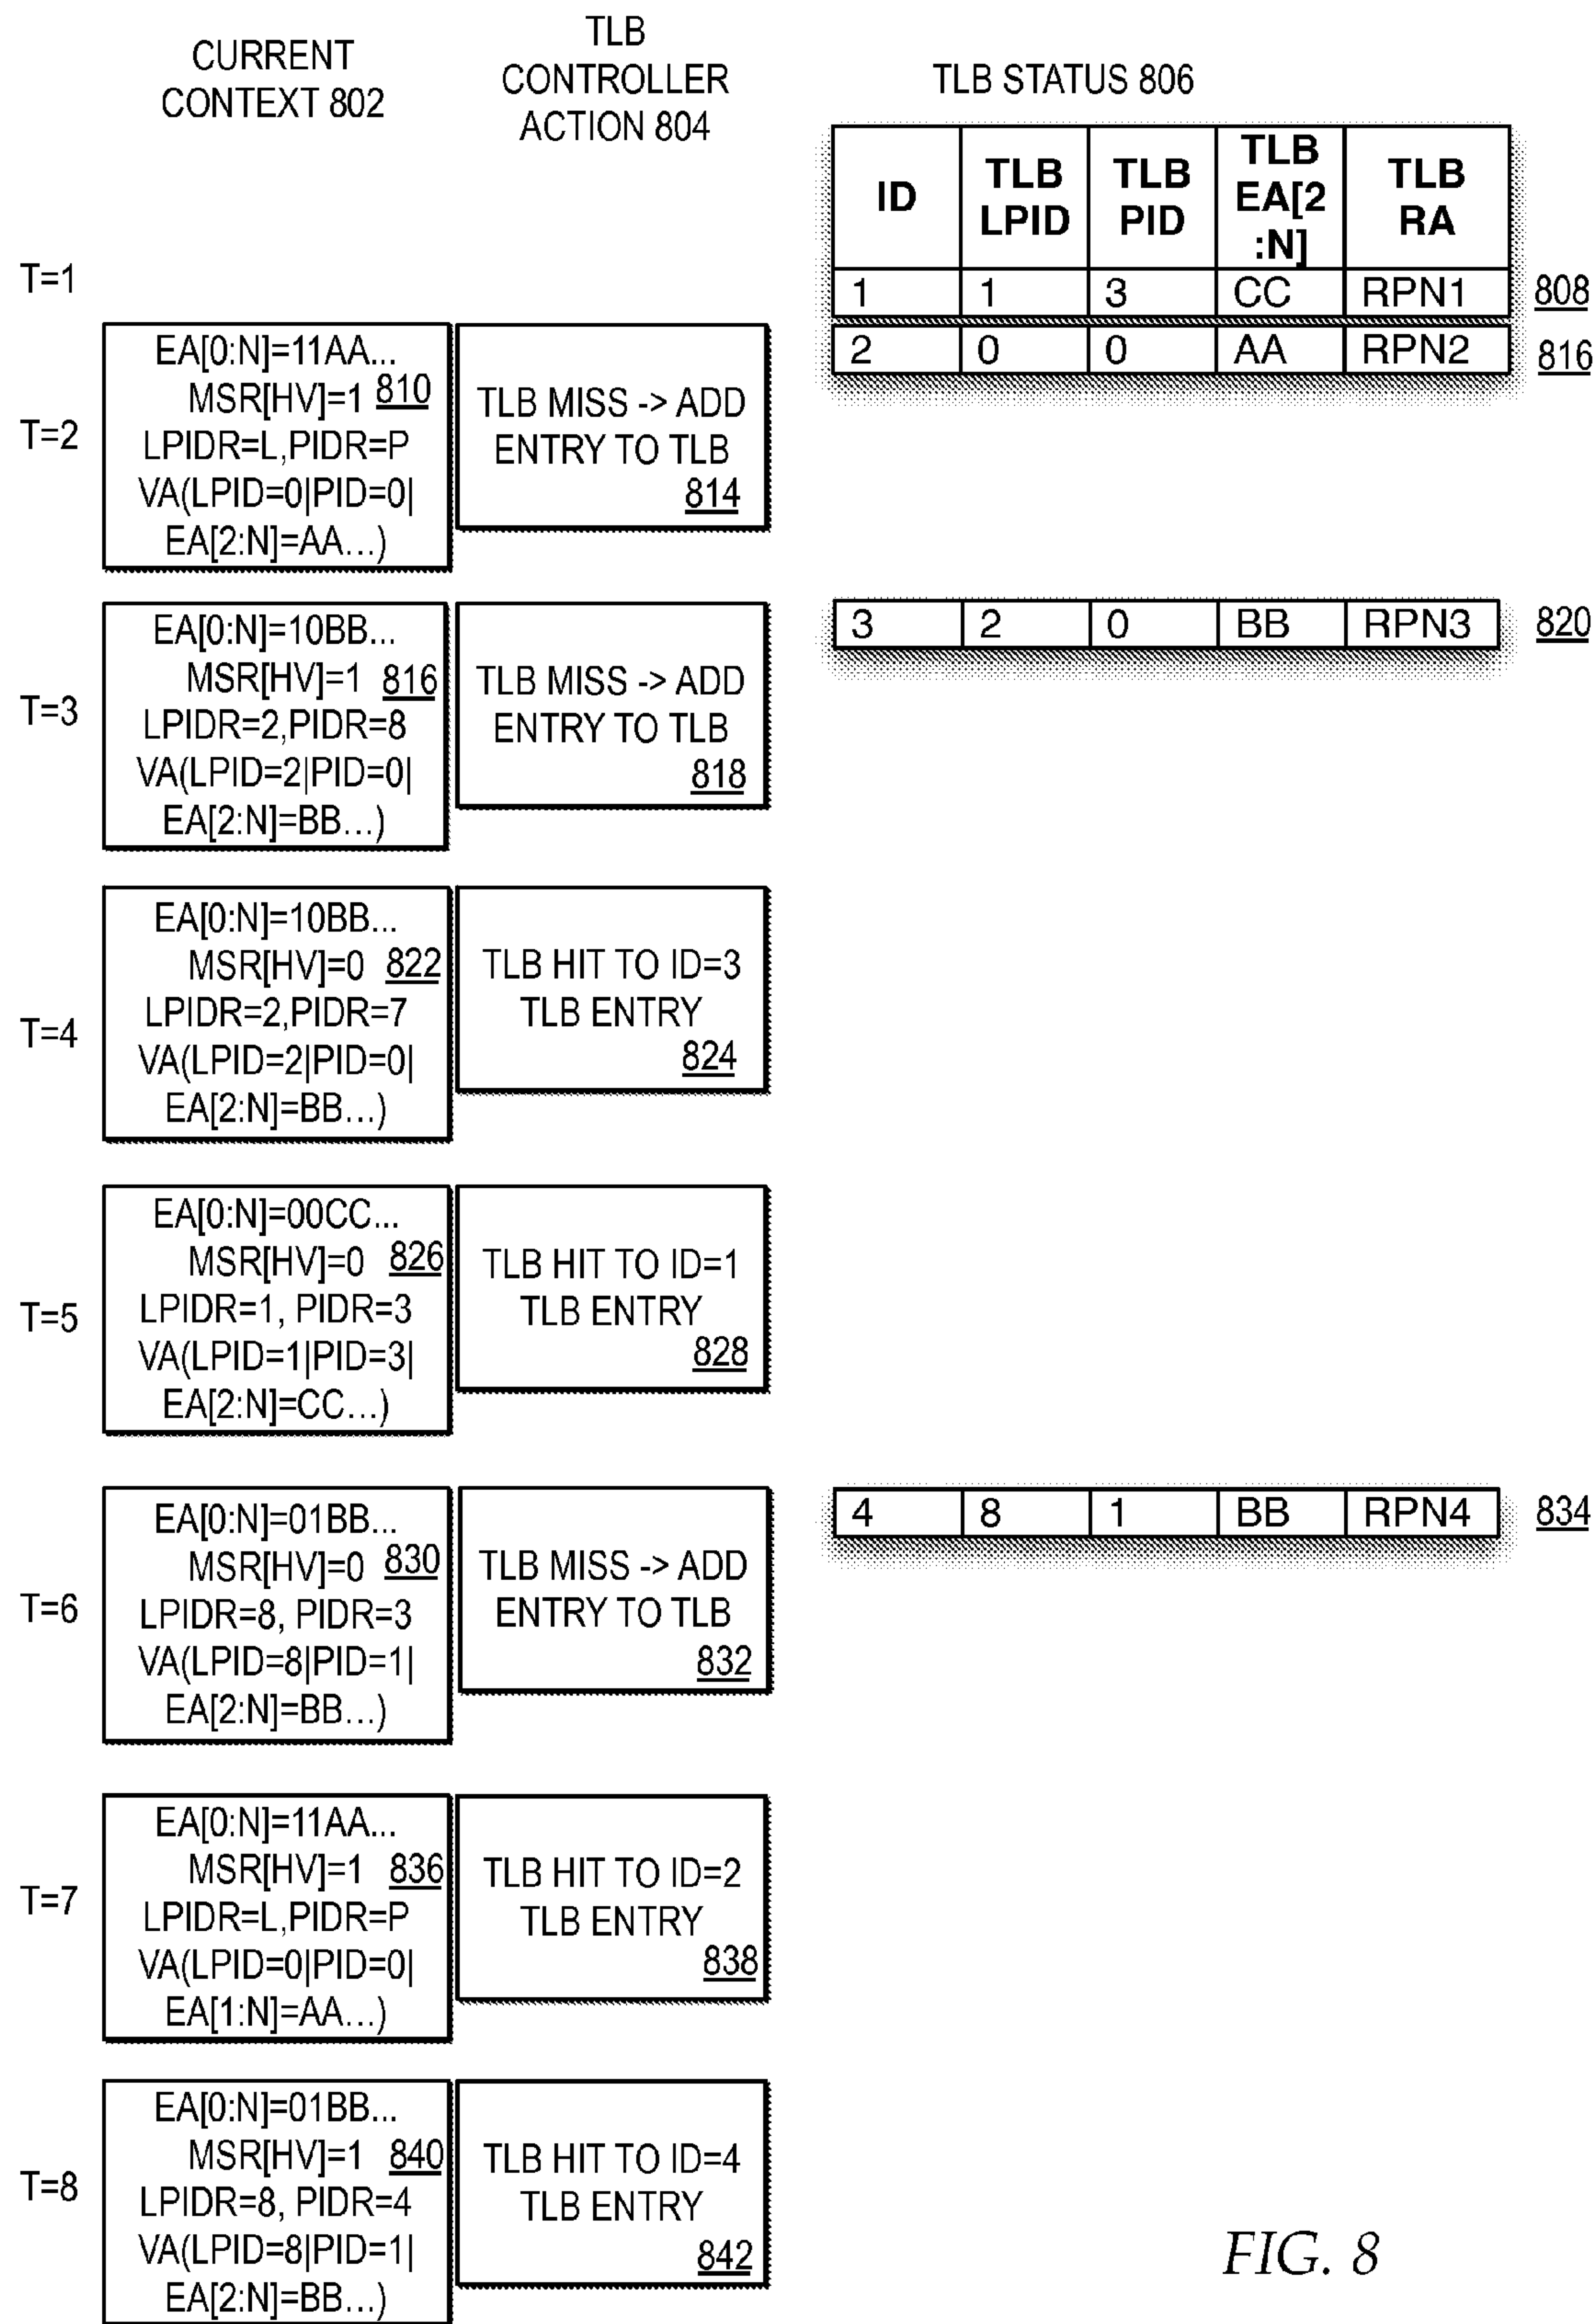 CURRENT
CONTEXT 802
TLB
CONTROLLER
ACTION 804
TLB STATUS 806
ID
TLB
LPID
TLB
PID
TLB
EA[2
:N]
TLB
RA
T=1
1 1 3 CC RPN1 808
2 0 0 AA RPN2 816
T=2
EA[0:N]=11AA...
MSR[HV]=1 810
LPIDR=L,PIDR=P
VA(LPID=0|PID=0|
EA[2:N]=AA...)
TLB MISS -> ADD
ENTRY TO TLB
814
T=3
EA[0:N]=10BB...
MSR[HV]=1 816
LPIDR=2,PIDR=8
VA(LPID=2|PID=0|
EA[2:N]=BB...)
TLB MISS -> ADD
ENTRY TO TLB
818
3 2 0 BB RPN3 820
T=4
EA[0:N]=10BB...
MSR[HV]=0 822
LPIDR=2,PIDR=7
VA(LPID=2|PID=0|
EA[2:N]=BB...)
TLB HIT TO ID=3
TLB ENTRY
824
T=5
EA[0:N]=00CC...
MSR[HV]=0 826
LPIDR=1, PIDR=3
VA(LPID=1|PID=3|
EA[2:N]=CC...)
TLB HIT TO ID=1
TLB ENTRY
828
T=6
EA[0:N]=01BB...
MSR[HV]=0 830
LPIDR=8, PIDR=3
VA(LPID=8|PID=1|
EA[2:N]=BB...)
TLB MISS -> ADD
ENTRY TO TLB
832
4 8 1 BB RPN4 834
T=7
EA[0:N]=11AA...
MSR[HV]=1 836
LPIDR=L,PIDR=P
VA(LPID=0|PID=0|
EA[1:N]=AA...)
TLB HIT TO ID=2
TLB ENTRY
838
T=8
EA[0:N]=01BB...
MSR[HV]=1 840
LPIDR=8, PIDR=4
VA(LPID=8|PID=1|
EA[2:N]=BB...)
TLB HIT TO ID=4
TLB ENTRY
842
FIG. 8